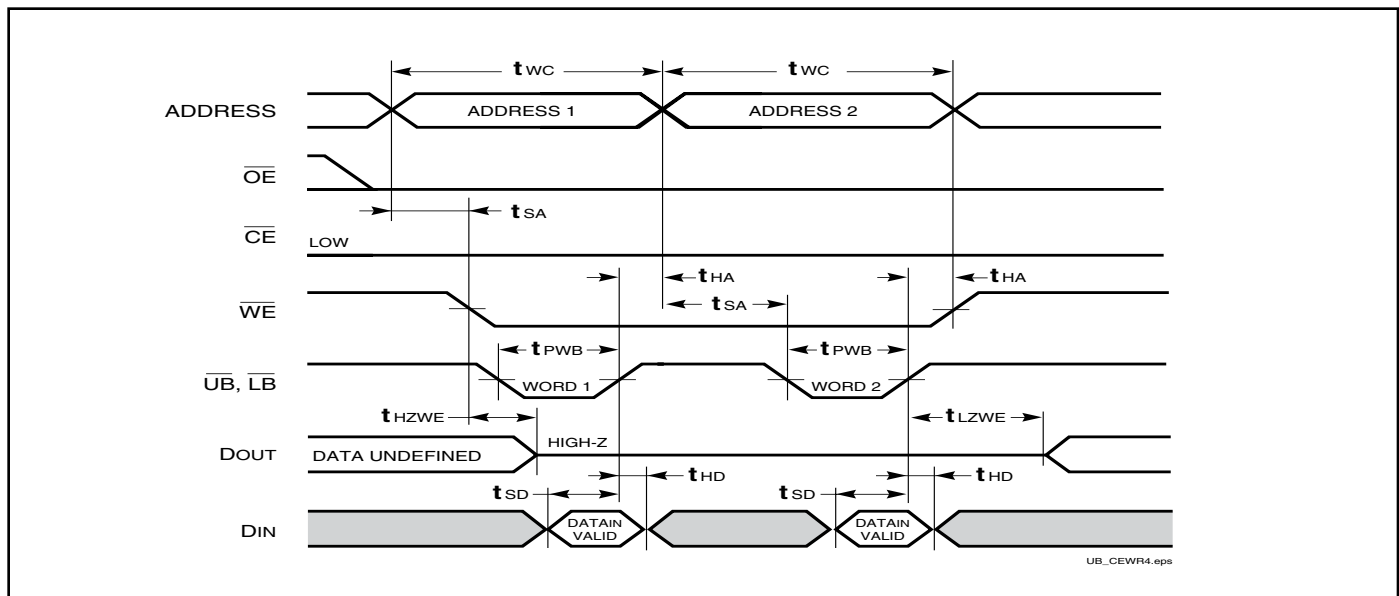 tWC tWC
ADDRESS ADDRESS 1 ADDRESS 2
OE
tSA
CE LOW
tHA tHA
WE tSA
tPWB tPWB
UB, LB WORD 1 WORD 2
tHZWE tLZWE
DOUT DATA UNDEFINED HIGH-Z
tHD tHD
tSD tSD
DIN DATAIN VALID DATAIN VALID
UB_CEWR4.eps